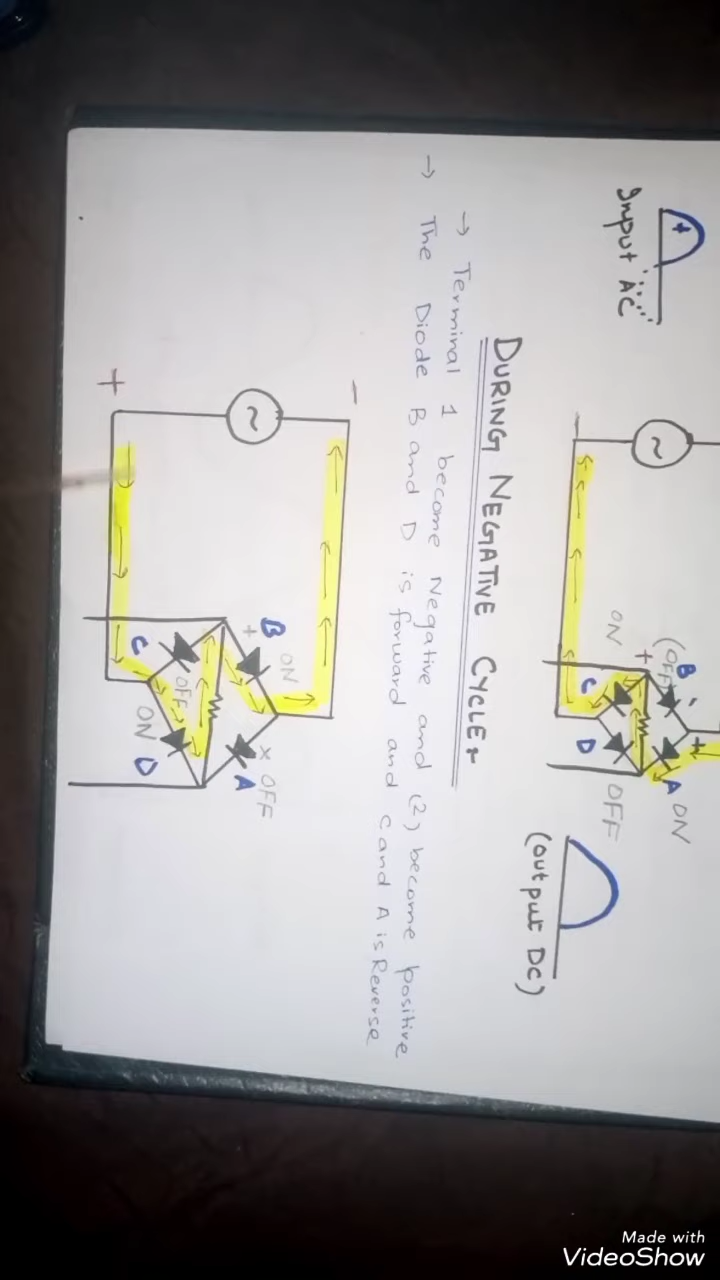 +
Input AC
-
+
B
(OFF)
+
A ON
ON
C
D
OFF
(output DC)
DURING NEGATIVE CYCLE
→ Terminal 1 become Negative and (2) become positive
→ The Diode B and D is forward and C and A is Reverse
-
+
B ON
+
x OFF
A
C
OFF
ON
D
Made with
VideoShow